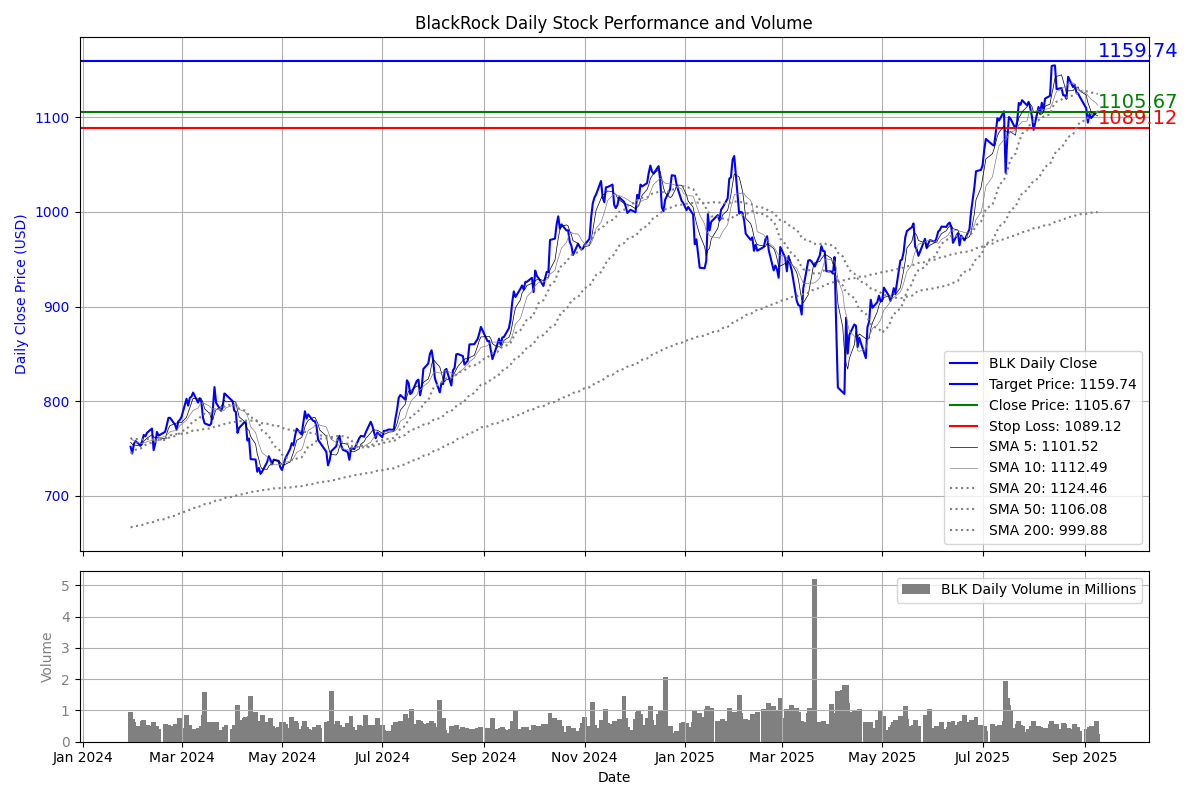 BlackRock Daily Stock Performance and Volume
1159.74
1105.67
1089.12
Daily Close Price (USD)
1100
1000
900
800
700
BLK Daily Close
Target Price: 1159.74
Close Price: 1105.67
Stop Loss: 1089.12
SMA 5: 1101.52
SMA 10: 1112.49
SMA 20: 1124.46
SMA 50: 1106.08
SMA 200: 999.88
Volume
5
4
3
2
1
0
BLK Daily Volume in Millions
Jan 2024 Mar 2024 May 2024 Jul 2024 Sep 2024 Nov 2024 Jan 2025 Mar 2025 May 2025 Jul 2025 Sep 2025
Date